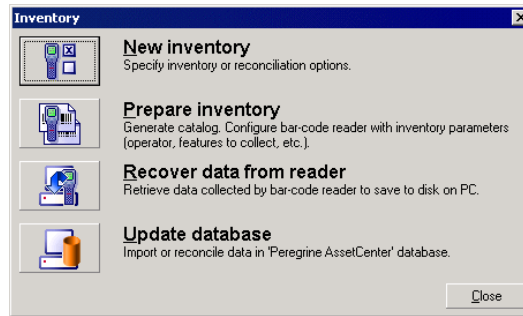 Inventory
New inventory
Specify inventory or reconciliation options.
Prepare inventory
Generate catalog. Configure bar-code reader with inventory parameters
(operator, features to collect, etc.).
Recover data from reader
Retrieve data collected by bar-code reader to save to disk on PC.
Update database
Import or reconcile data in 'Peregrine AssetCenter' database.
Close